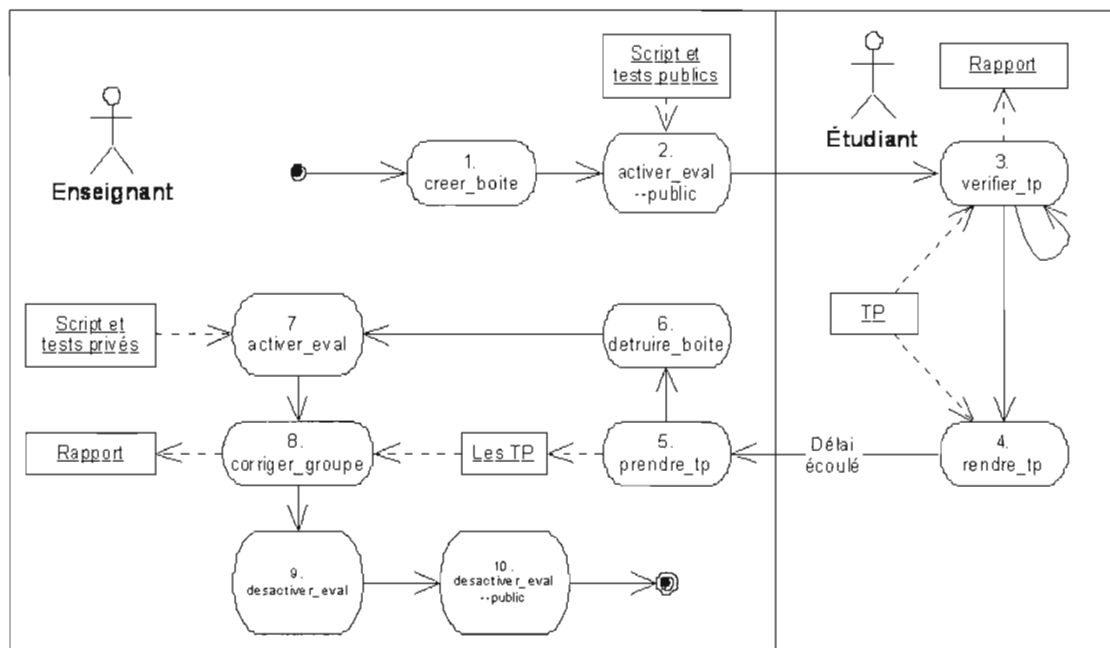 Script et
tests publics
Rapport
Enseignant
Étudiant
1.
creer_boite
2.
activer_eval
--public
3.
verifier_tp
Script et
tests privés
7
activer_eval
6.
detruire_boite
TP
Rapport
8.
corriger_groupe
Les TP
5.
prendre_tp
Délai
écoulé
4.
rendre_tp
9.
desactiver_eval
10.
desactiver_eval
--public